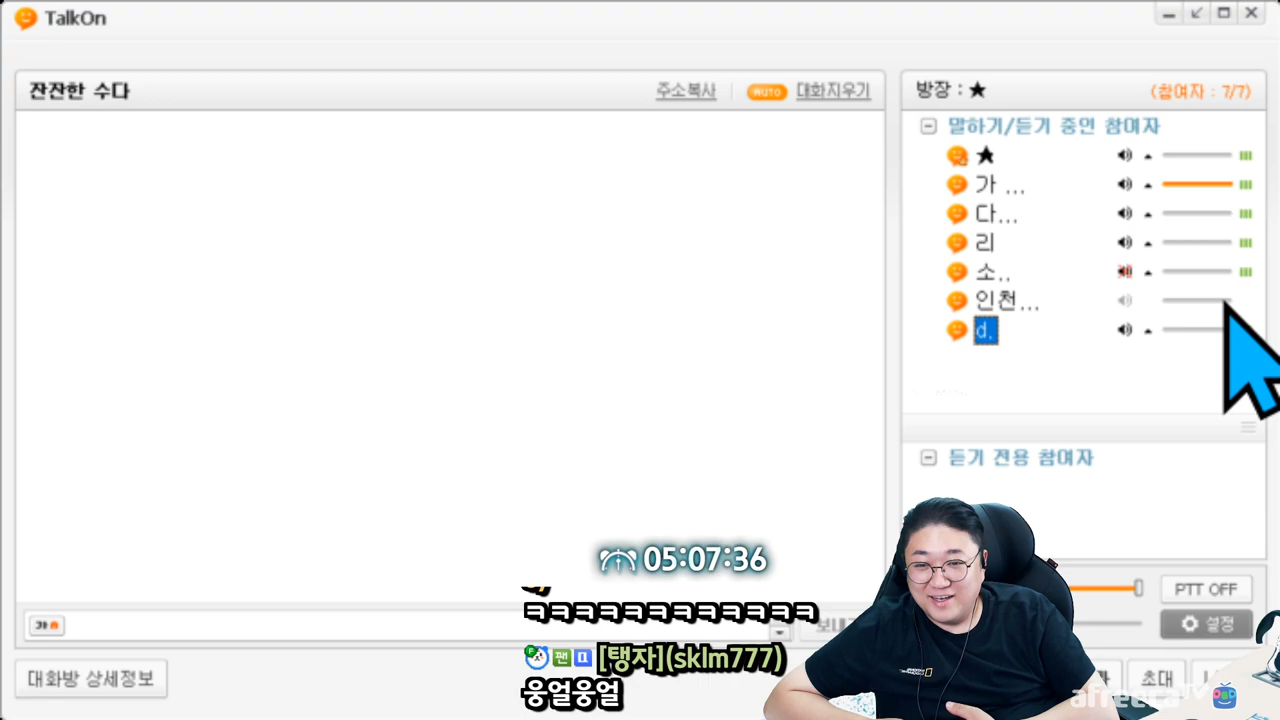 TalkOn
잔잔한 수다
주소복사
AUTO
대화지우기
방장 : ★
(참여자 : 7/7)
말하기/듣기 중인 참여자
★
가 ...
다...
리
소..
인천...
d.
듣기 전용 참여자
05:07:36
ㅋㅋㅋㅋㅋㅋㅋㅋㅋㅋㅋㅋ
팬 [탱자](sklm777)
웅얼웅얼
가
PTT OFF
설정
대화방 상세정보
초대
afreecaTV